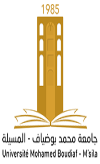 1985
جامعة محمد بوضياف - المسيلة
Université Mohamed Boudiaf - M'sila